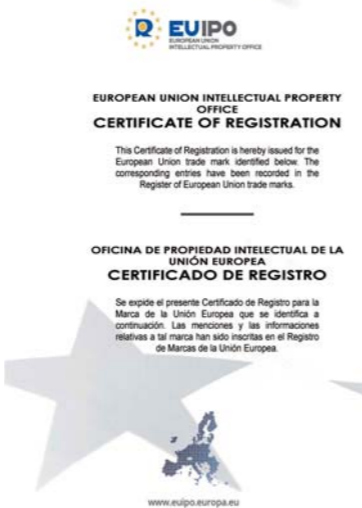 EUIPO
EUROPEAN UNION
INTELLECTUAL PROPERTY OFFICE
EUROPEAN UNION INTELLECTUAL PROPERTY
OFFICE
CERTIFICATE OF REGISTRATION
This Certificate of Registration is hereby issued for the
European Union trade mark identified below. The
corresponding entries have been recorded in the
Register of European Union trade marks.
OFICINA DE PROPIEDAD INTELECTUAL DE LA
UNIÓN EUROPEA
CERTIFICADO DE REGISTRO
Se expide el presente Certificado de Registro para la
Marca de la Unión Europea que se identifica a
continuación. Las menciones y las informaciones
relativas a tal marca han sido inscritas en el Registro
de Marcas de la Unión Europea.
www.euipo.europa.eu